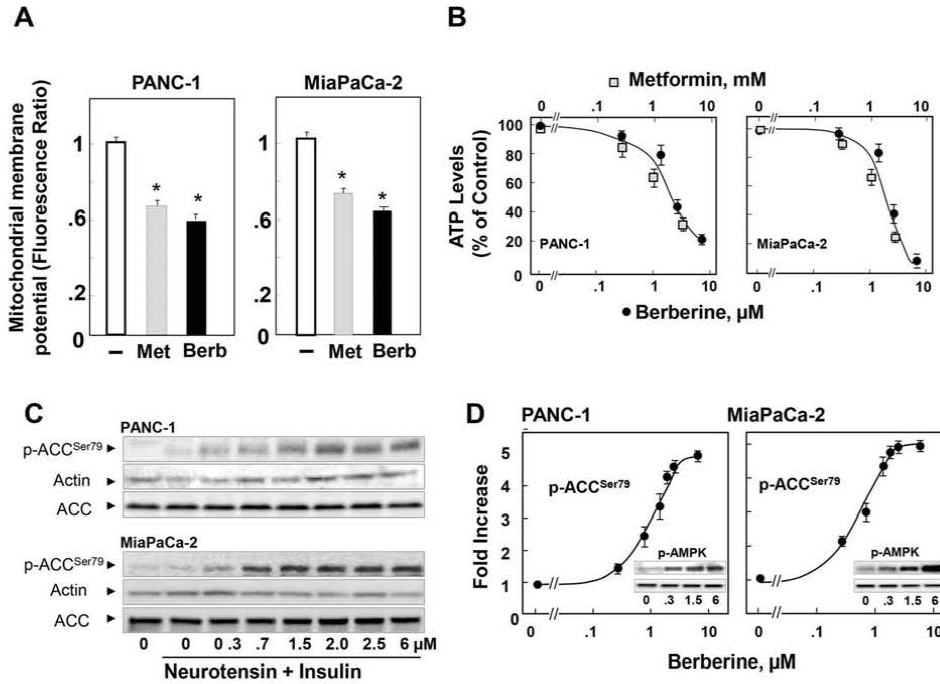 A
PANC-1
MiaPaCa-2
Mitochondrial membrane
potential (Fluorescence Ratio)
1
.6
.2
0
1
.6
.2
0
– Met Berb
– Met Berb
B
Metformin, mM
0 .1 1 10
0 .1 1 10
ATP Levels
(% of Control)
100
80
60
40
20
0
PANC-1
MiaPaCa-2
0 .1 1 10
0 .1 1 10
Berberine, µM
C
PANC-1
p-ACCSer79
Actin
ACC
MiaPaCa-2
p-ACCSer79
Actin
ACC
0 0 0 .3 .7 1.5 2.0 2.5 6 µM
Neurotensin + Insulin
D
PANC-1
MiaPaCa-2
Fold Increase
5
4
3
2
1
0
p-ACCSer79
p-AMPK
0 .3 1.5 6
p-ACCSer79
p-AMPK
0 .3 1.5 6
0 .1 1 10
0 .1 1 10
Berberine, µM